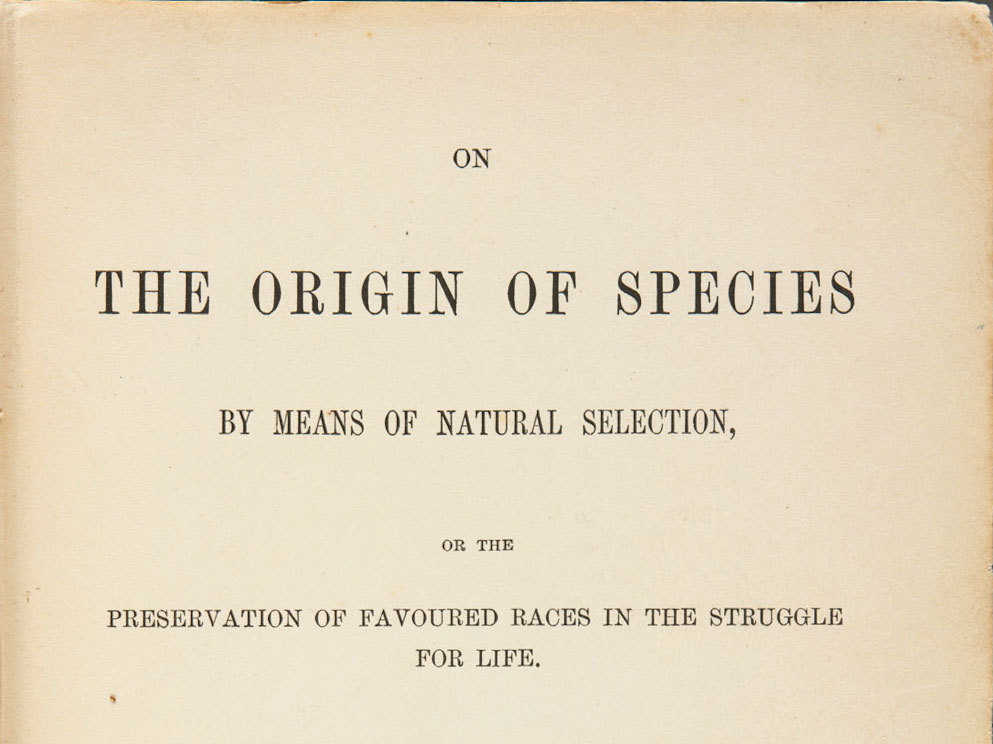 ON
THE ORIGIN OF SPECIES
BY MEANS OF NATURAL SELECTION,
OR THE
PRESERVATION OF FAVOURED RACES IN THE STRUGGLE
FOR LIFE.